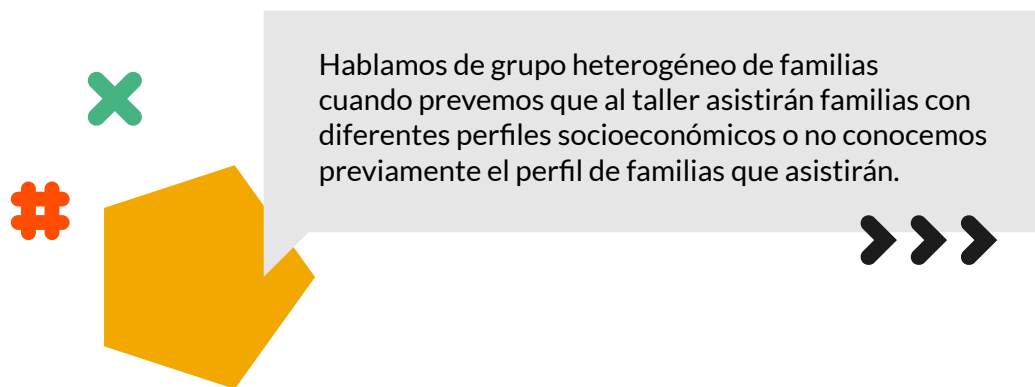 Hablamos de grupo heterogéneo de familias
cuando prevemos que al taller asistirán familias con
diferentes perfiles socioeconómicos o no conocemos
previamente el perfil de familias que asistirán.